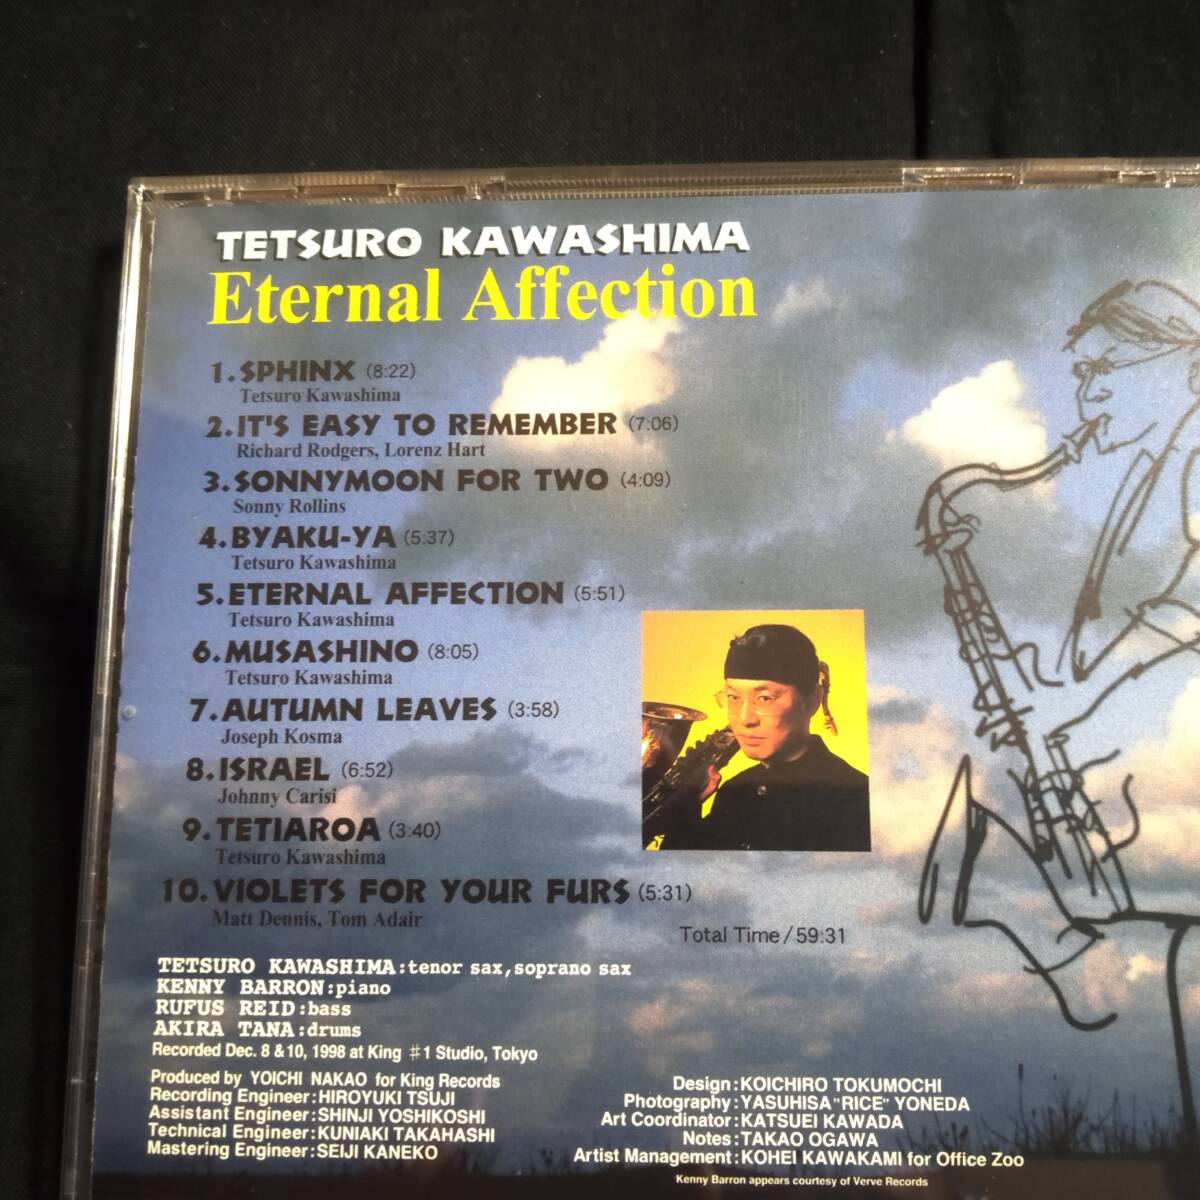 TETSURO KAWASHIMA
Eternal Affection
1. SPHINX (8:22)
Tetsuro Kawashima
2. IT'S EASY TO REMEMBER (7:06)
Richard Rodgers, Lorenz Hart
3. SONNYMOON FOR TWO (4:09)
Sonny Rollins
4. BYAKU-YA (5:37)
Tetsuro Kawashima
5. ETERNAL AFFECTION (5:51)
Tetsuro Kawashima
6. MUSASHINO (8:05)
Tetsuro Kawashima
7. AUTUMN LEAVES (3:58)
Joseph Kosma
8. ISRAEL (6:52)
Johnny Carisi
9. TETIAROA (3:40)
Tetsuro Kawashima
10. VIOLETS FOR YOUR FURS (5:31)
Matt Dennis, Tom Adair
Total Time/59:31
TETSURO KAWASHIMA:tenor sax,soprano sax
KENNY BARRON:piano
RUFUS REID:bass
AKIRA TANA:drums
Recorded Dec. 8 & 10, 1998 at King #1 Studio, Tokyo
Produced by YOICHI NAKAO for King Records
Recording Engineer:HIROYUKI TSUJI
Assistant Engineer:SHINJI YOSHIKOSHI
Technical Engineer:KUNIAKI TAKAHASHI
Mastering Engineer:SEIJI KANEKO
Design:KOICHIRO TOKUMOCHI
Photography:YASUHISA"RICE" YONEDA
Art Coordinator:KATSUEI KAWADA
Notes:TAKAO OGAWA
Artist Management:KOHEI KAWAKAMI for Office Zoo
Kenny Barron appears courtesy of Verve Records